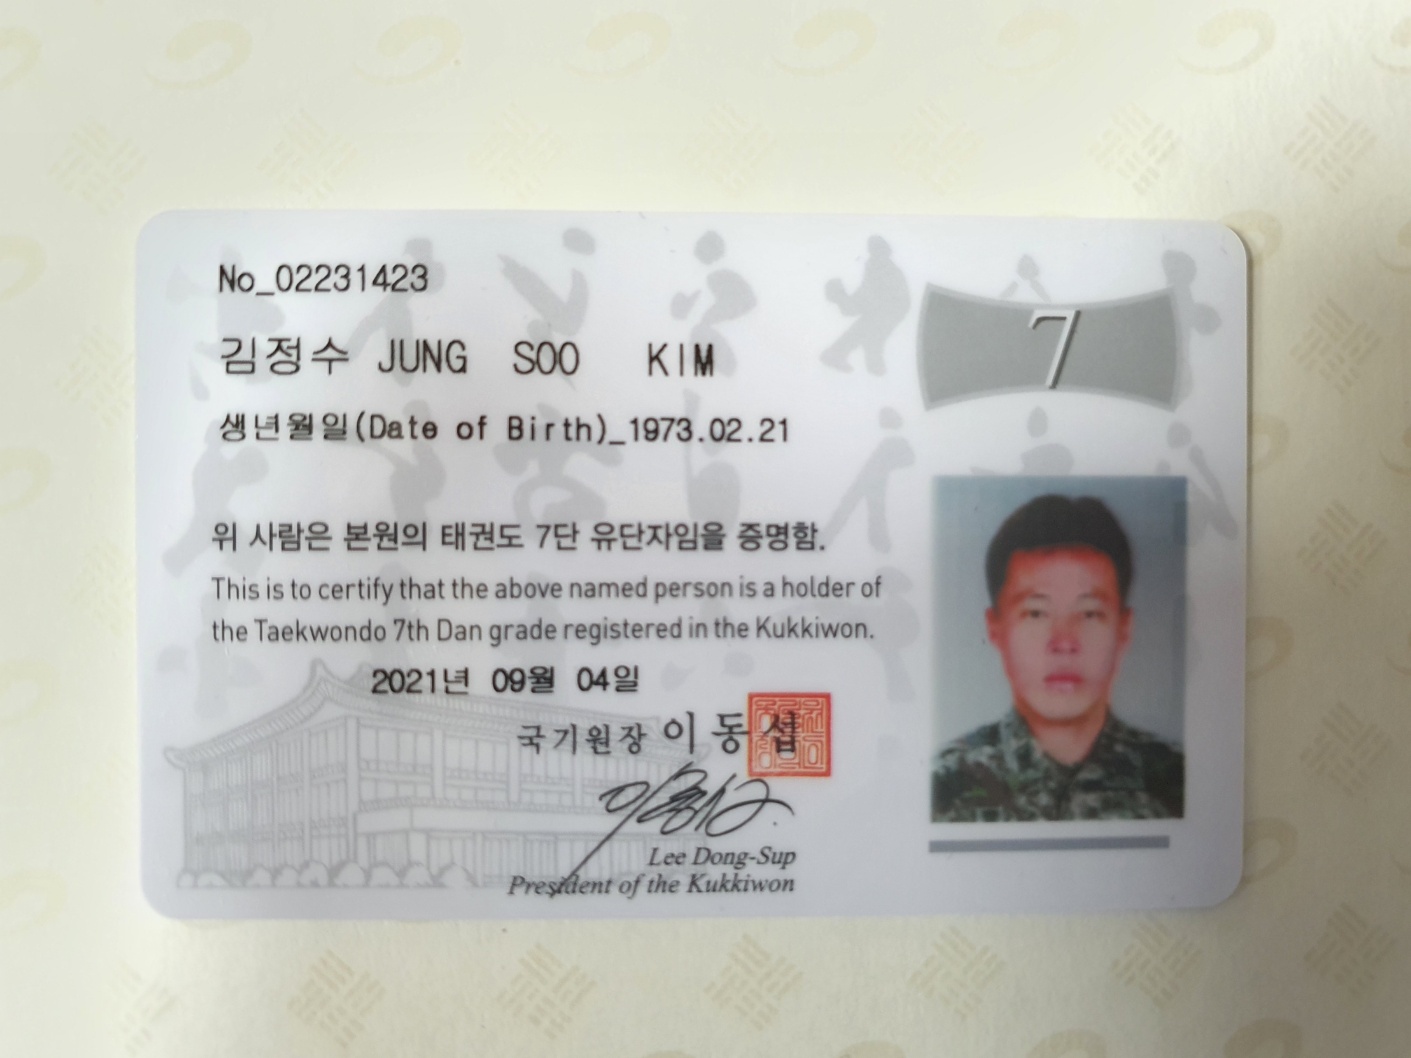 No_02231423
7
김정수 JUNG SOO KIM
생년월일(Date of Birth)_1973.02.21
위 사람은 본원의 태권도 7단 유단자임을 증명함.
This is to certify that the above named person is a holder of
the Taekwondo 7th Dan grade registered in the Kukkiwon.
2021년 09월 04일
국기원장 이동섭
Lee Dong-Sup
President of the Kukkiwon